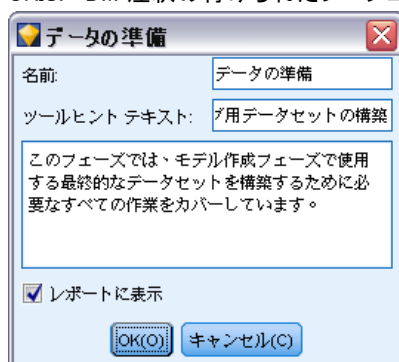 データの準備
名前:
データの準備
ツールヒント テキスト:
用データセットの構築
このフェーズでは、モデル作成フェーズで使用
する最終的なデータセットを構築するために必
要なすべての作業をカバーしています。
レポートに表示
OK(O)
キャンセル(C)